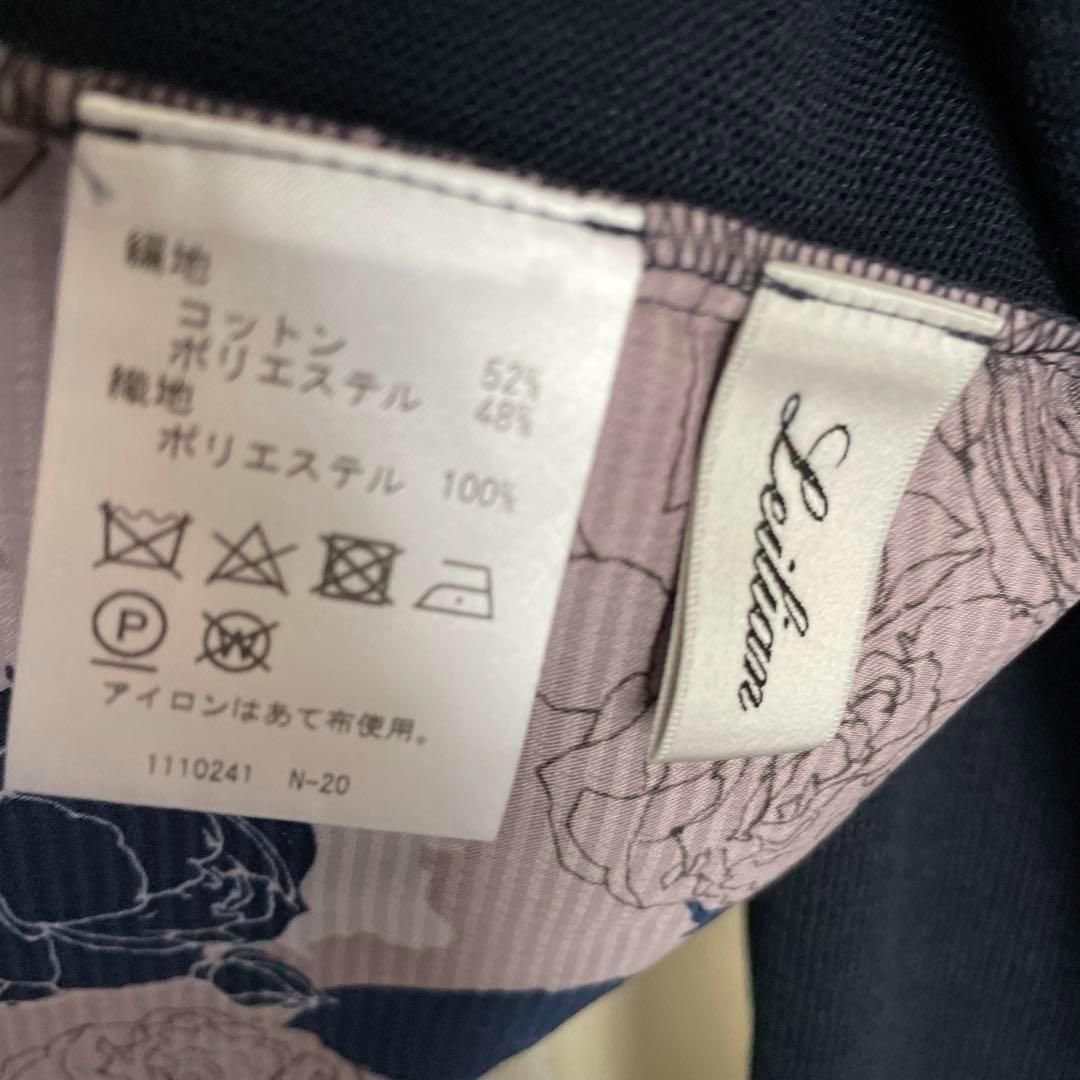 編地
コットン 52%
ポリエステル 48%
織地
ポリエステル 100%
P
W
アイロンはあて布使用。
1110241 N-20
Leilian